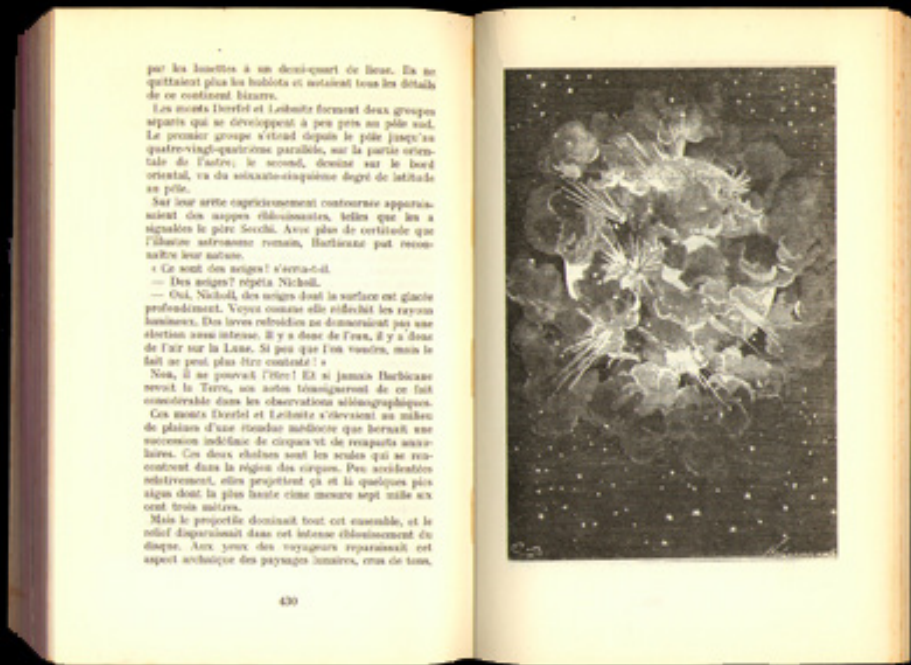 par les lunettes à un demi-quart de lieue. Ils ne
quittaient plus les hublots et notaient tous les détails
de ce continent bizarre.
Les monts Dœrfel et Leibnitz forment deux groupes
séparés qui se développent à peu près au pôle sud.
Le premier groupe s'étend depuis le pôle jusqu'au
quatre-vingt-quatrième parallèle, sur la partie orien-
tale de l'astre; le second, dessiné sur le bord
oriental, va du soixante-cinquième degré de latitude
au pôle.
Sur leur arête capricieusement contournée apparais-
saient des nappes éblouissantes, telles que les a
signalées le père Secchi. Avec plus de certitude que
l'illustre astronome romain, Barbicane put recon-
naître leur nature.
« Ce sont des neiges! s'écria-t-il.
— Des neiges? répéta Nicholl.
— Oui, Nicholl, des neiges dont la surface est glacée
profondément. Voyez comme elle réfléchit les rayons
lumineux. Des laves refroidies ne donneraient pas une
réflection aussi intense. Il y a donc de l'eau, il y a donc
de l'air sur la Lune. Si peu que l'on voudra, mais le
fait ne peut plus être contesté! »
Non, il ne pouvait l'être! Et si jamais Barbicane
revoit la Terre, ses notes témoigneront de ce fait
considérable dans les observations sélénographiques.
Ces monts Dœrfel et Leibnitz s'élevaient au milieu
de plaines d'une étendue médiocre que bornait une
succession indéfinie de cirques et de remparts annu-
laires. Ces deux chaînes sont les seules qui se ren-
contrent dans la région des cirques. Peu accidentées
relativement, elles projettent çà et là quelques pics
aigus dont la plus haute cime mesure sept mille six
cent trois mètres.
Mais le projectile dominait tout cet ensemble, et le
relief disparaissait dans cet intense éblouissement du
disque. Aux yeux des voyageurs reparaissait cet
aspect archaïque des paysages lunaires, crus de tons,
430